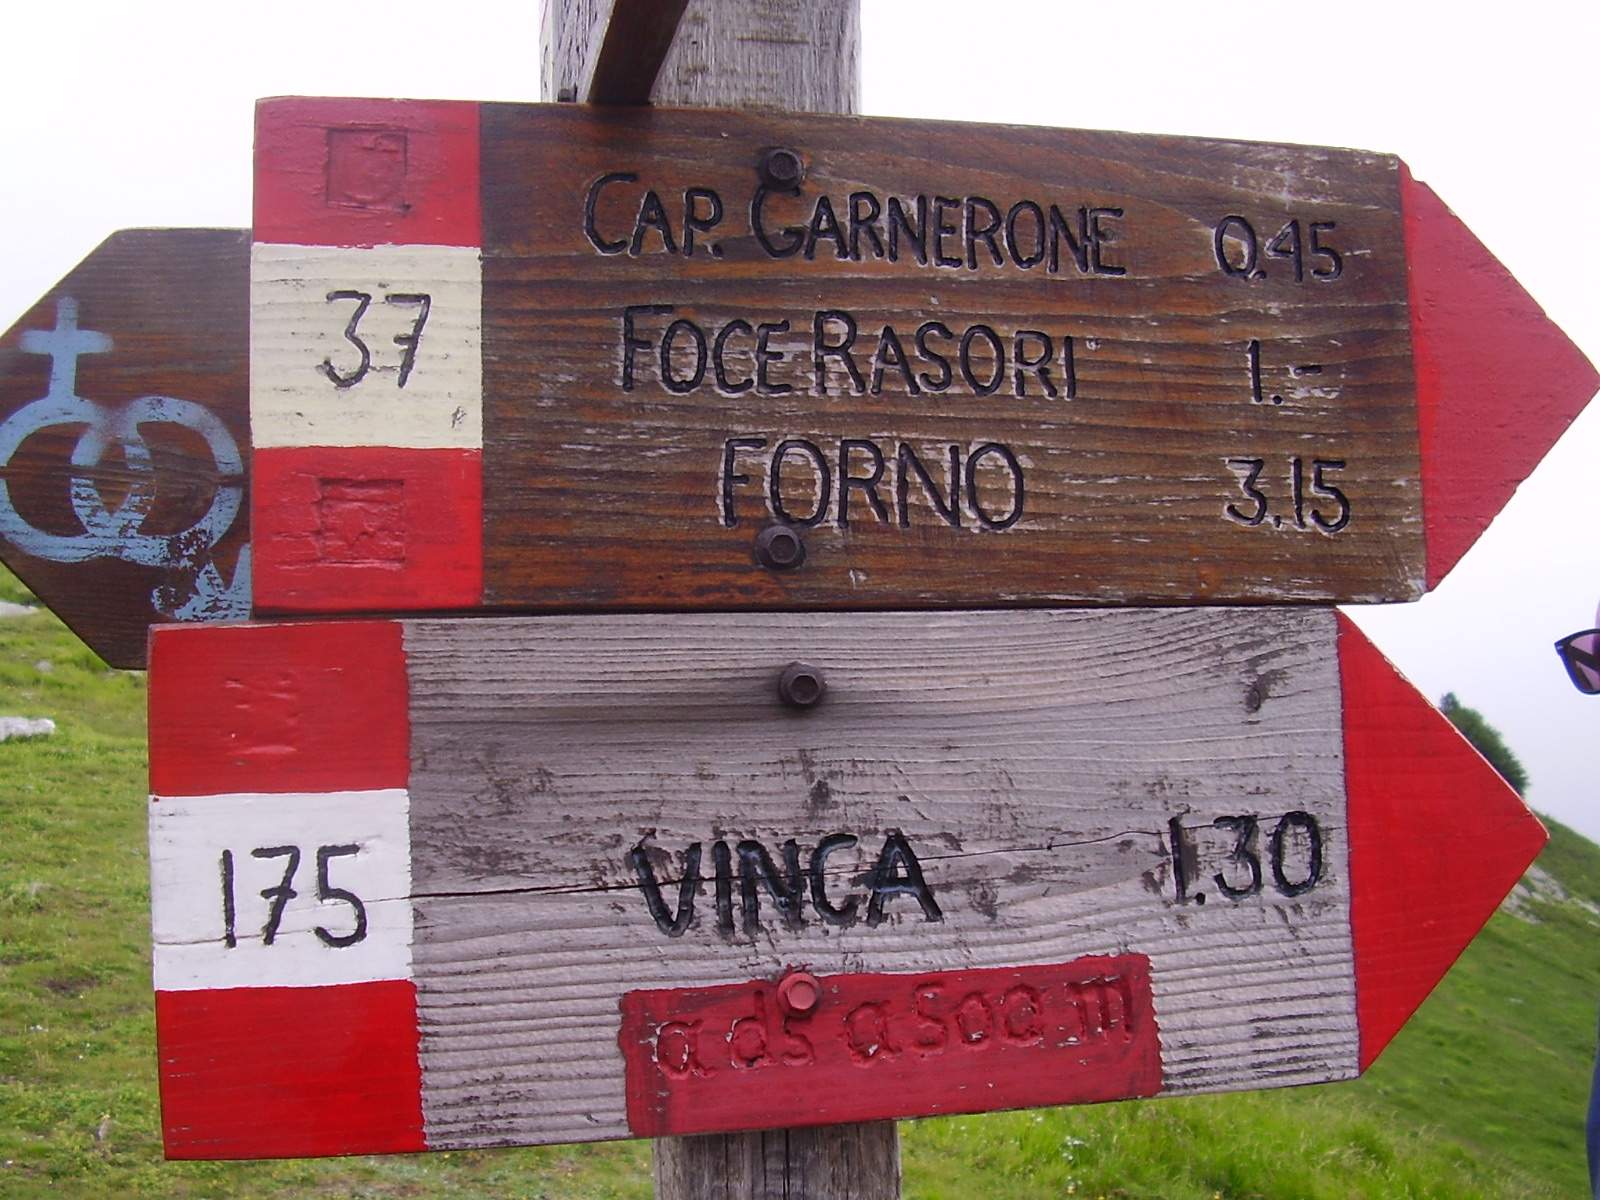 37
CAP. GARNERONE 0.45
FOCE RASORI 1.-
FORNO 3.15
175
VINCA 1.30